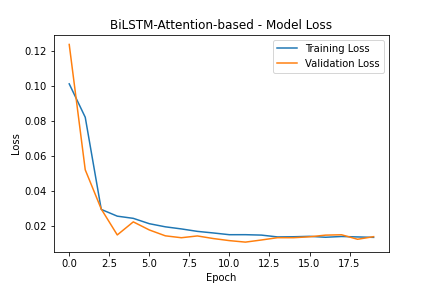 BiLSTM-Attention-based - Model Loss
Training Loss
Validation Loss
0.12
0.10
0.08
0.06
0.04
0.02
Loss
0.0 2.5 5.0 7.5 10.0 12.5 15.0 17.5
Epoch